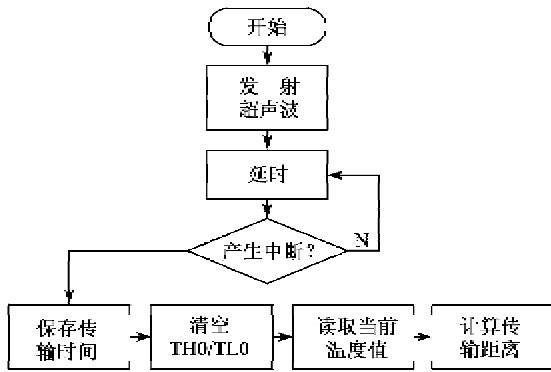 开始
发 射
超声波
延时
产生中断?
N
保存传
输时间
清空
TH0/TL0
读取当前
温度值
计算传
输距离